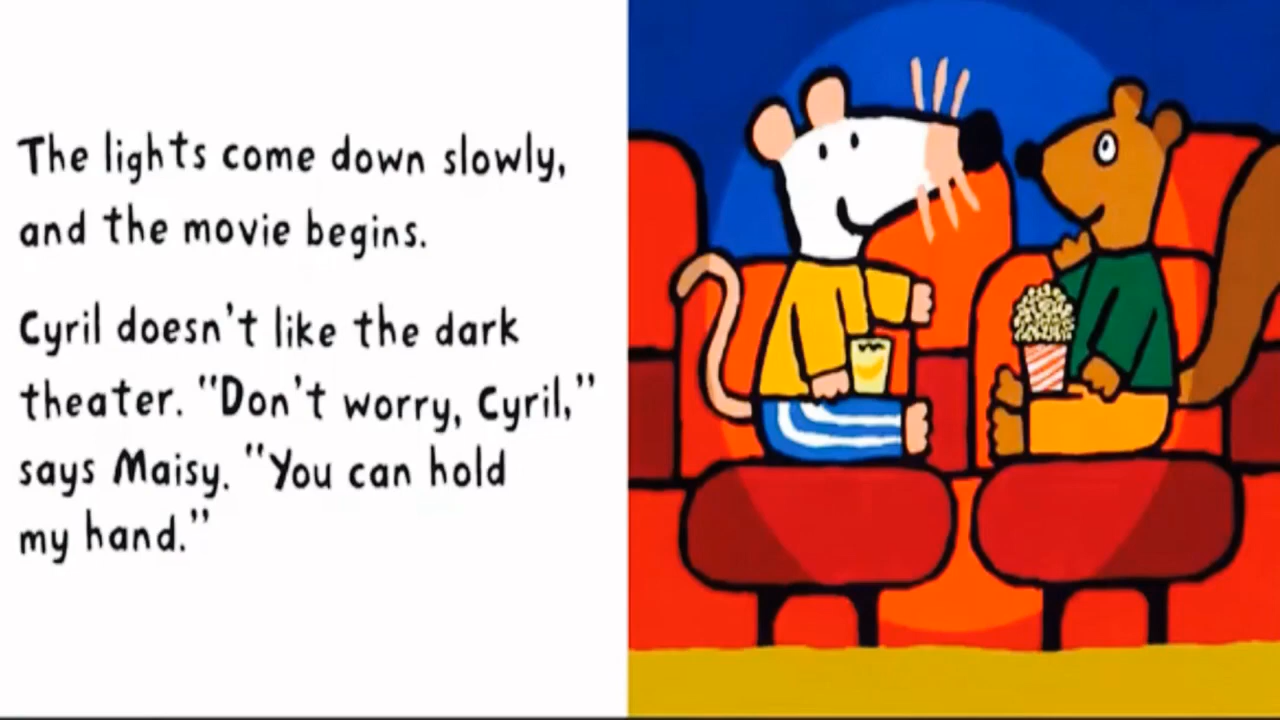 The lights come down slowly,
and the movie begins.
Cyril doesn't like the dark
theater. "Don't worry, Cyril,"
says Maisy. "You can hold
my hand."